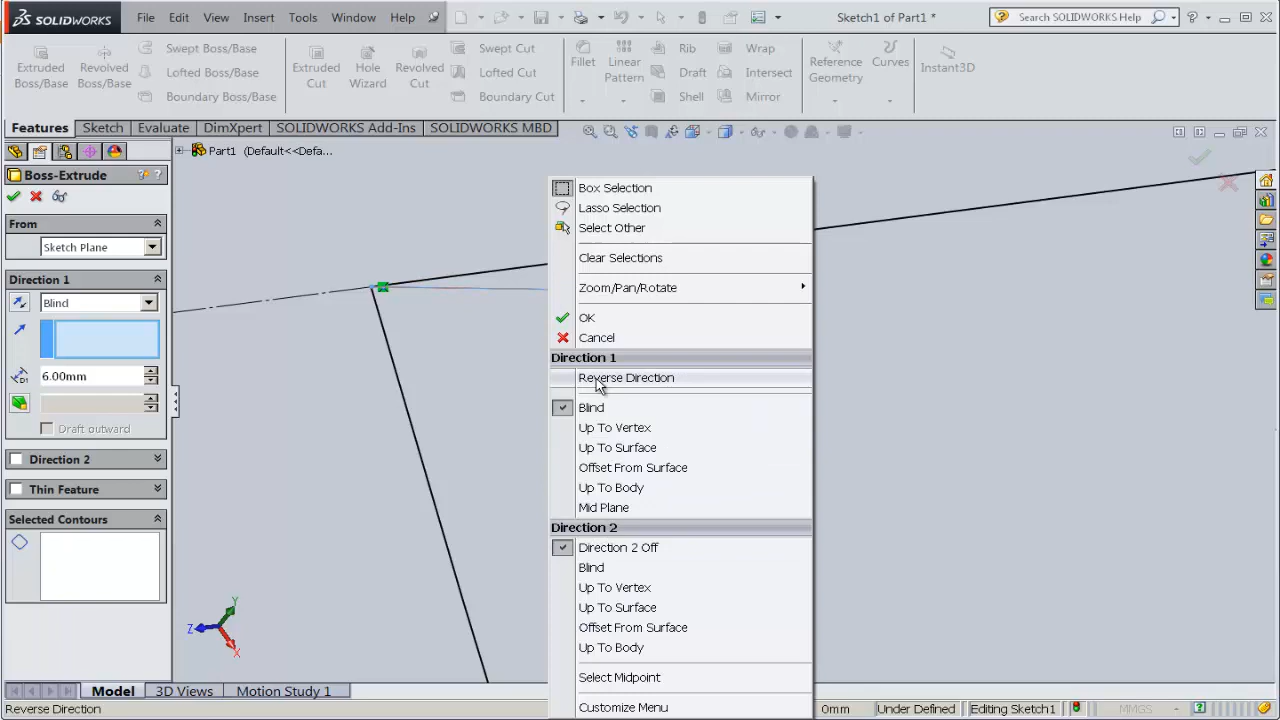 SOLIDWORKS File Edit View Insert Tools Window Help Sketch1 of Part1 * Search SOLIDWORKS Help
Extruded Boss/Base
Revolved Boss/Base
Swept Boss/Base
Lofted Boss/Base
Boundary Boss/Base
Extruded Cut
Hole Wizard
Revolved Cut
Swept Cut
Lofted Cut
Boundary Cut
Fillet
Linear Pattern
Rib
Draft
Shell
Wrap
Intersect
Mirror
Reference Geometry
Curves
Instant3D
Features Sketch Evaluate DimXpert SOLIDWORKS Add-Ins SOLIDWORKS MBD
Part1 (Default<<Defa...
Boss-Extrude
From
Sketch Plane
Direction 1
Blind
6.00mm
Draft outward
Direction 2
Thin Feature
Selected Contours
Box Selection
Lasso Selection
Select Other
Clear Selections
Zoom/Pan/Rotate
OK
Cancel
Direction 1
Reverse Direction
Blind
Up To Vertex
Up To Surface
Offset From Surface
Up To Body
Mid Plane
Direction 2
Direction 2 Off
Blind
Up To Vertex
Up To Surface
Offset From Surface
Up To Body
Select Midpoint
Customize Menu
Y
Z
X
Model 3D Views Motion Study 1
Reverse Direction 0mm Under Defined Editing Sketch1 MMGS -